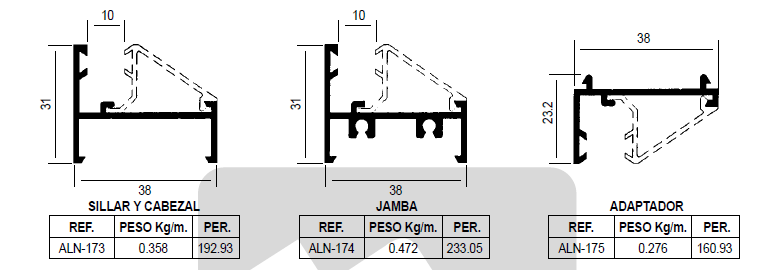 10
31
38
SILLAR Y CABEZAL
REF. PESO Kg/m. PER.
ALN-173 0.358 192.93
10
31
38
JAMBA
REF. PESO Kg/m. PER.
ALN-174 0.472 233.05
38
23.2
ADAPTADOR
REF. PESO Kg/m. PER.
ALN-175 0.276 160.93